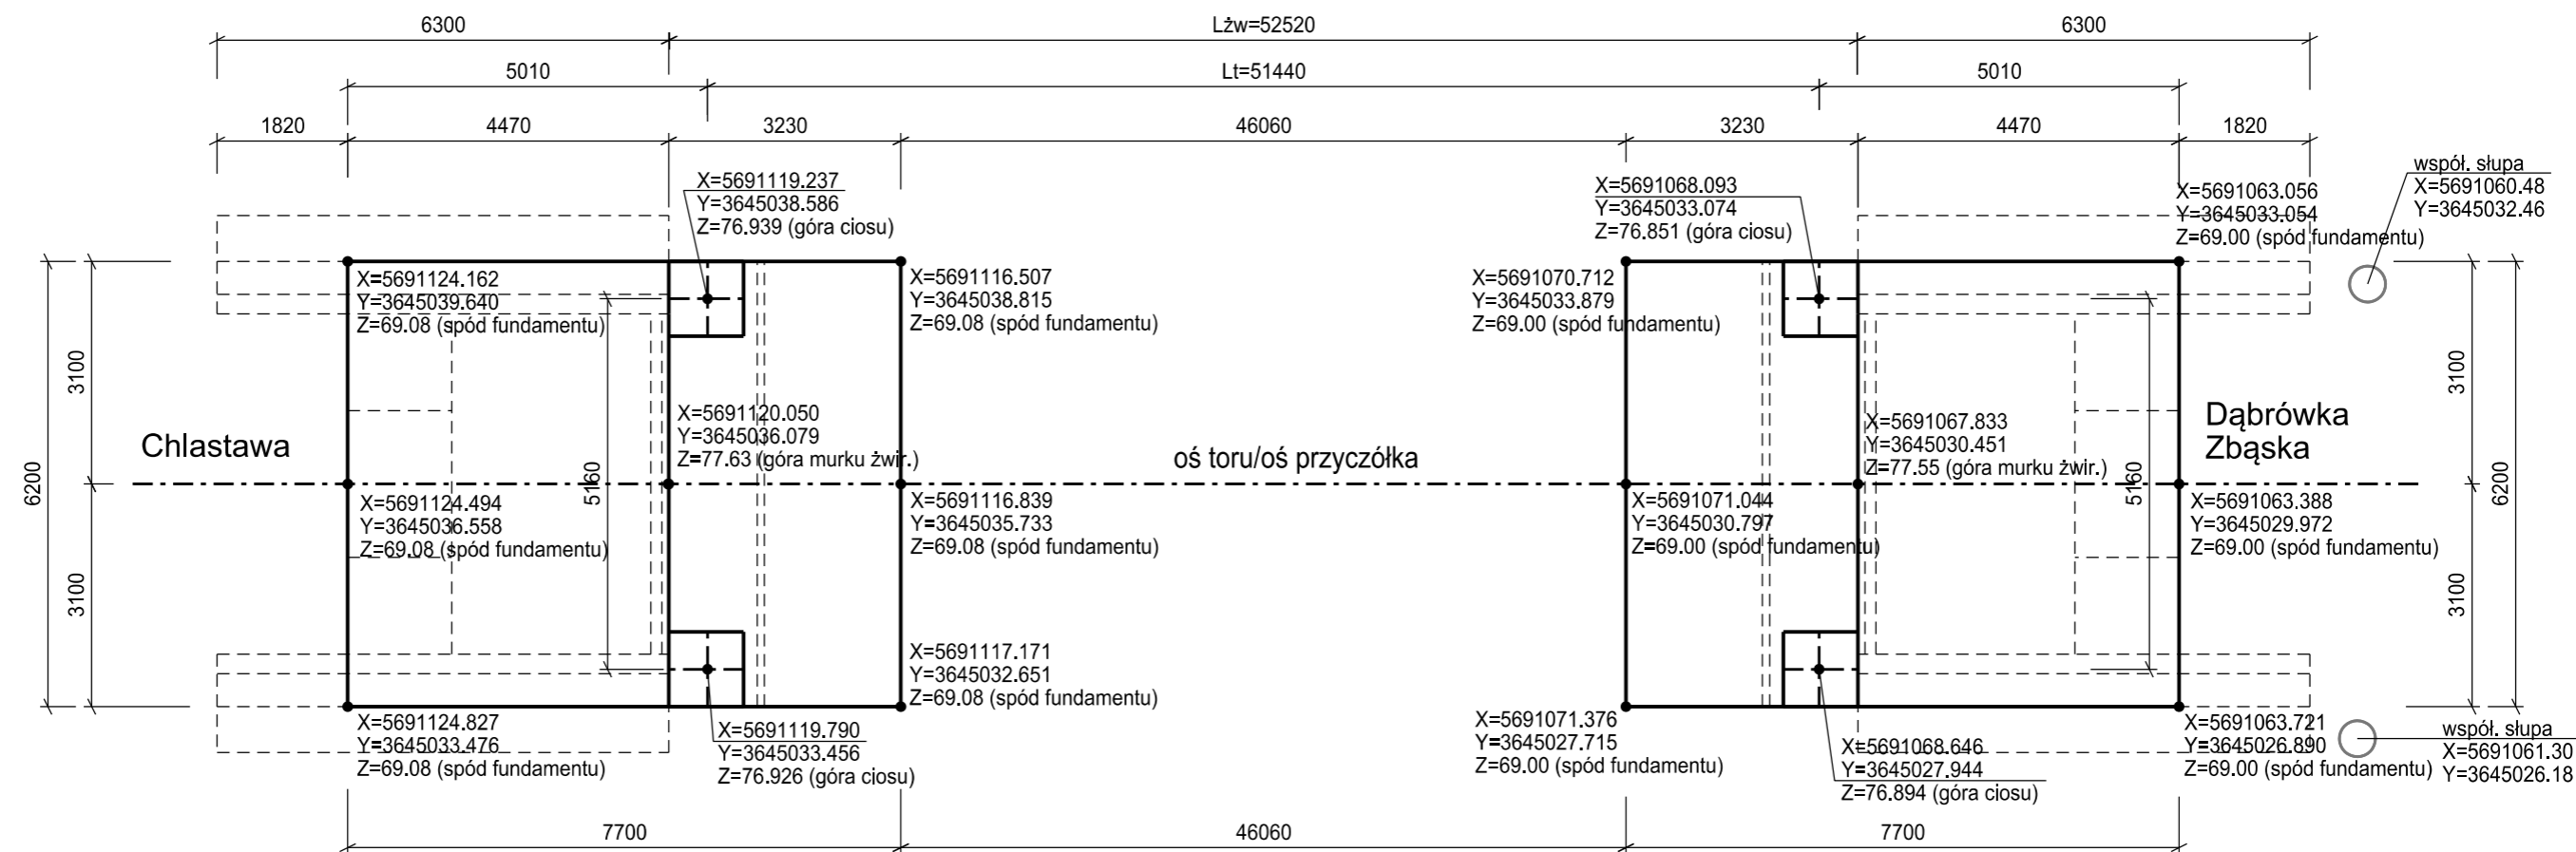 6300
Lżw=52520
6300
5010
Lt=51440
5010
1820
4470
3230
46060
3230
4470
1820
współ. słupa
X=5691060.48
Y=3645032.46
X=5691119.237
Y=3645038.586
Z=76.939 (góra ciosu)
X=5691068.093
Y=3645033.074
Z=76.851 (góra ciosu)
X=5691063.056
Y=3645033.054
Z=69.00 (spód fundamentu)
X=5691124.162
Y=3645039.640
Z=69.08 (spód fundamentu)
X=5691116.507
Y=3645038.815
Z=69.08 (spód fundamentu)
X=5691070.712
Y=3645033.879
Z=69.00 (spód fundamentu)
3100
6200
3100
5160
Chlastawa
X=5691120.050
Y=3645036.079
Z=77.63 (góra murku żwir.)
oś toru/oś przyczółka
X=5691067.833
Y=3645030.451
Z=77.55 (góra murku żwir.)
Dąbrówka
Zbąska
5160
3100
6200
3100
X=5691124.494
Y=3645036.558
Z=69.08 (spód fundamentu)
X=5691116.839
Y=3645035.733
Z=69.08 (spód fundamentu)
X=5691071.044
Y=3645030.797
Z=69.00 (spód fundamentu)
X=5691063.388
Y=3645029.972
Z=69.00 (spód fundamentu)
X=5691117.171
Y=3645032.651
Z=69.08 (spód fundamentu)
X=5691124.827
Y=3645033.476
Z=69.08 (spód fundamentu)
X=5691119.790
Y=3645033.456
Z=76.926 (góra ciosu)
X=5691071.376
Y=3645027.715
Z=69.00 (spód fundamentu)
X=5691068.646
Y=3645027.944
Z=76.894 (góra ciosu)
X=5691063.721
Y=3645026.890
Z=69.00 (spód fundamentu)
współ. słupa
X=5691061.30
Y=3645026.18
7700
46060
7700